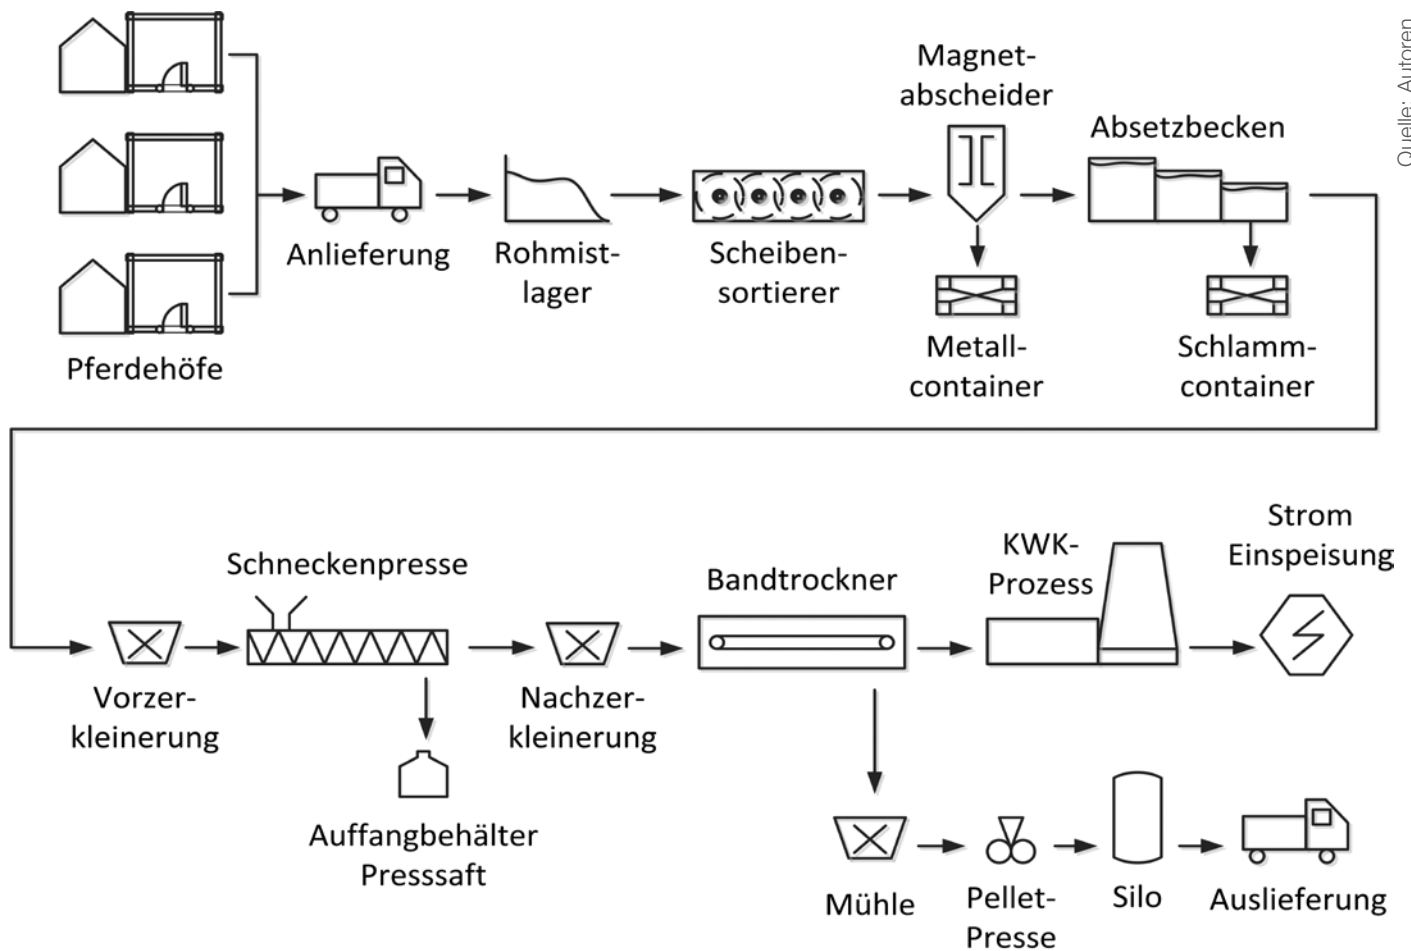 Quelle: Autoren
Magnet-
abscheider
Absetzbecken
Anlieferung
Rohmist-
lager
Scheiben-
sortierer
Metall-
container
Schlamm-
container
Pferdehöfe
Strom
Einspeisung
KWK-
Prozess
Schneckenpresse
Bandtrockner
Vorzer-
kleinerung
Nachzer-
kleinerung
Auffangbehälter
Presssaft
Mühle
Pellet-
Presse
Silo
Auslieferung